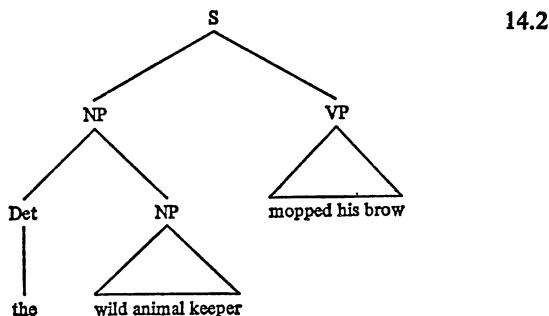 S 14.2
NP VP
Det NP mopped his brow
the wild animal keeper